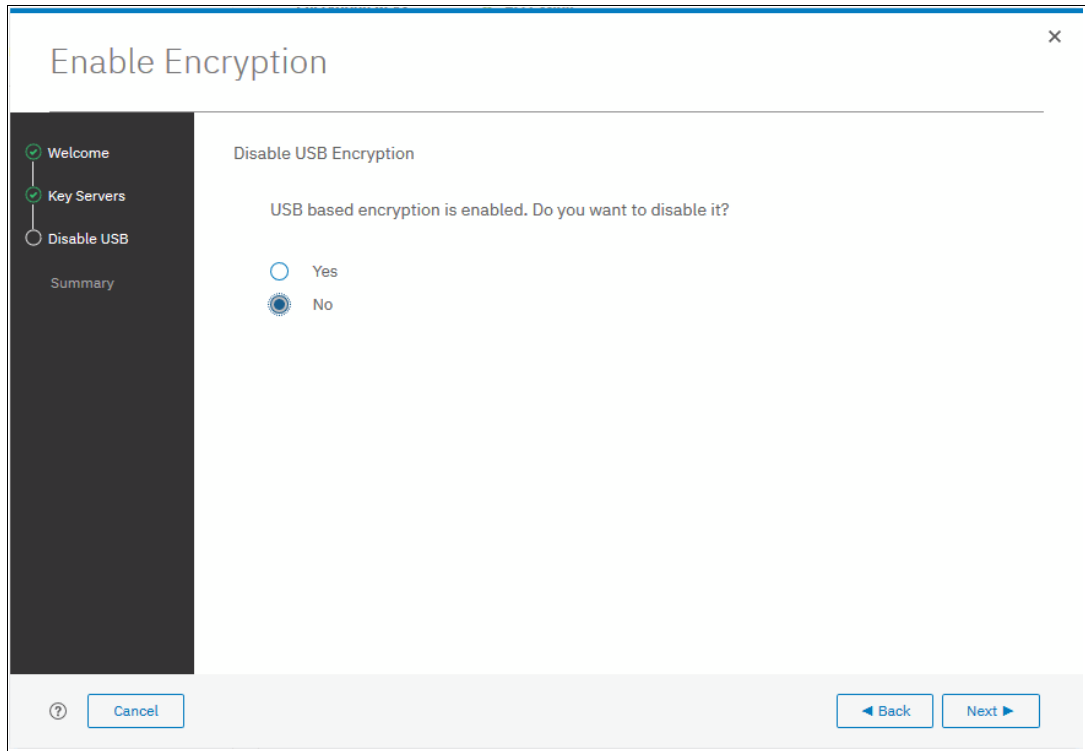 Enable Encryption
Welcome
Key Servers
Disable USB
Summary
Disable USB Encryption
USB based encryption is enabled. Do you want to disable it?
Yes
No
Cancel
Back
Next